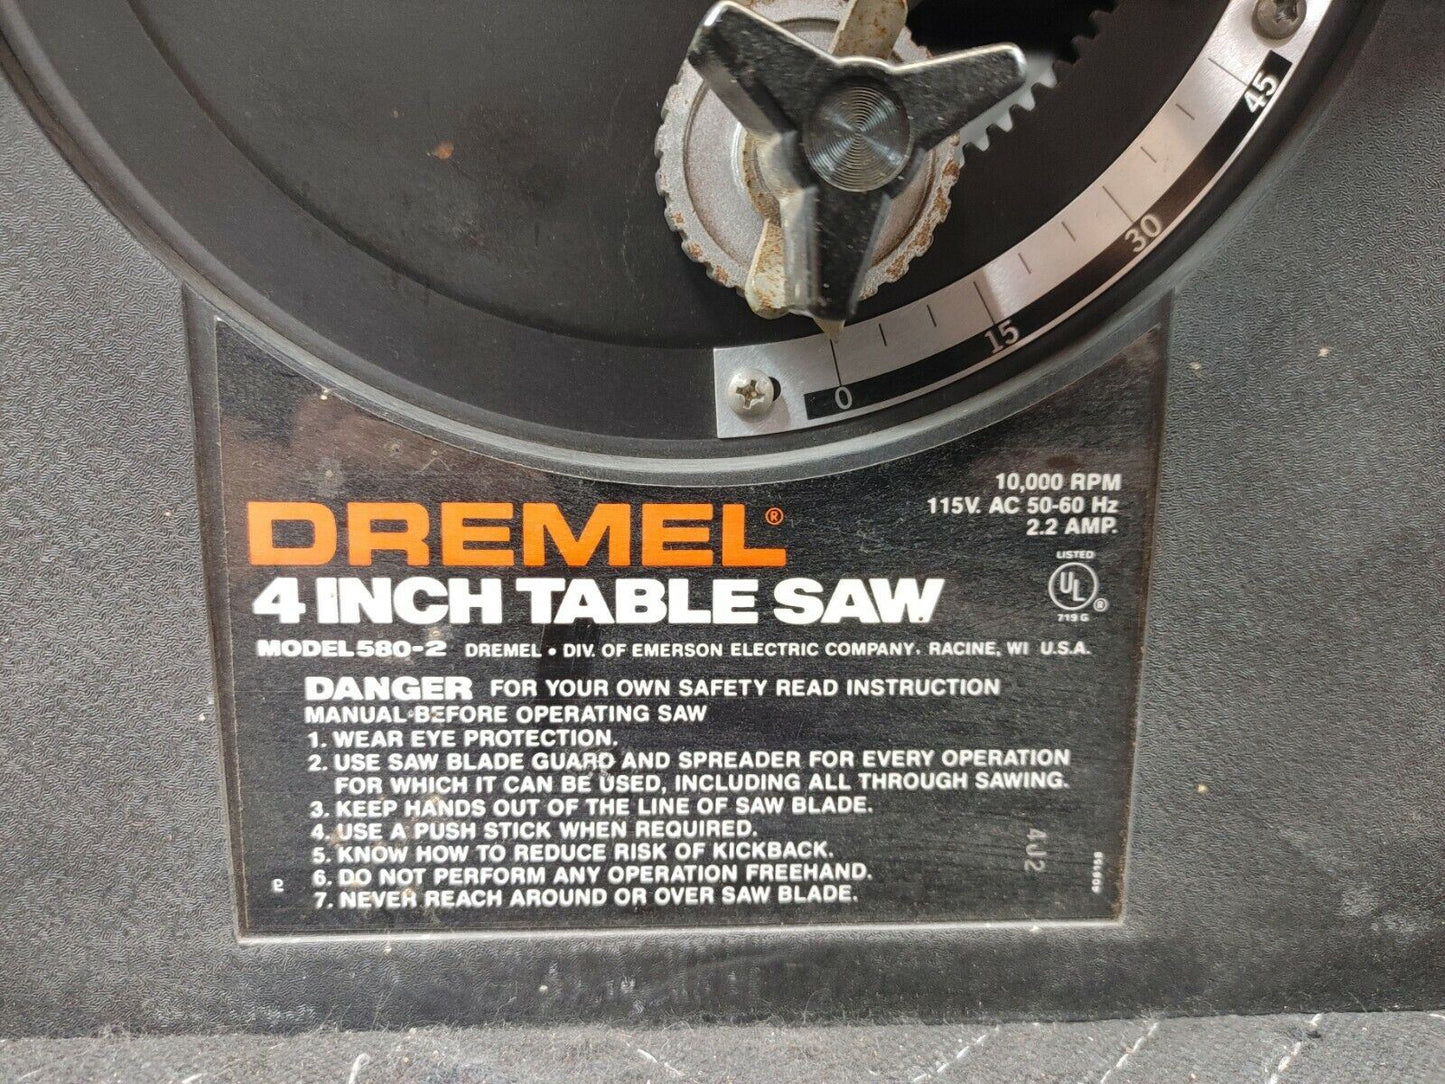 45
30
15
0
10,000 RPM
115V. AC 50-60 Hz
2.2 AMP.
DREMEL®
LISTED
UL®
719G
4 INCH TABLE SAW
MODEL 580-2 DREMEL • DIV. OF EMERSON ELECTRIC COMPANY, RACINE, WI U.S.A.
DANGER FOR YOUR OWN SAFETY READ INSTRUCTION
MANUAL BEFORE OPERATING SAW
1. WEAR EYE PROTECTION.
2. USE SAW BLADE GUARD AND SPREADER FOR EVERY OPERATION
FOR WHICH IT CAN BE USED, INCLUDING ALL THROUGH SAWING.
3. KEEP HANDS OUT OF THE LINE OF SAW BLADE.
4. USE A PUSH STICK WHEN REQUIRED.
5. KNOW HOW TO REDUCE RISK OF KICKBACK.
6. DO NOT PERFORM ANY OPERATION FREEHAND.
7. NEVER REACH AROUND OR OVER SAW BLADE.
4J2